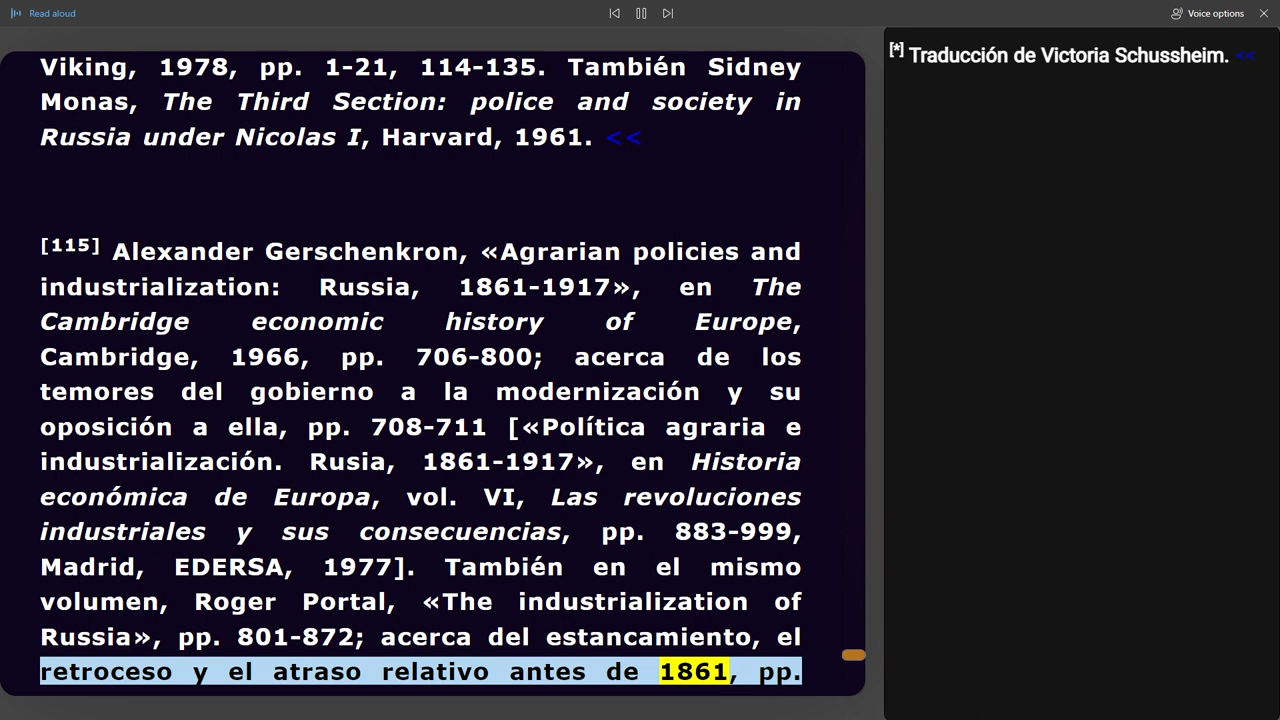 Read aloud
Voice options
Viking, 1978, pp. 1-21, 114-135. También Sidney
Monas, The Third Section: police and society in
Russia under Nicolas I, Harvard, 1961. <<
[115] Alexander Gerschenkron, «Agrarian policies and
industrialization: Russia, 1861-1917», en The
Cambridge economic history of Europe,
Cambridge, 1966, pp. 706-800; acerca de los
temores del gobierno a la modernización y su
oposición a ella, pp. 708-711 [«Política agraria e
industrialización. Rusia, 1861-1917», en Historia
económica de Europa, vol. VI, Las revoluciones
industriales y sus consecuencias, pp. 883-999,
Madrid, EDERSA, 1977]. También en el mismo
volumen, Roger Portal, «The industrialization of
Russia», pp. 801-872; acerca del estancamiento, el
retroceso y el atraso relativo antes de 1861, pp.
[*] Traducción de Victoria Schussheim. <<